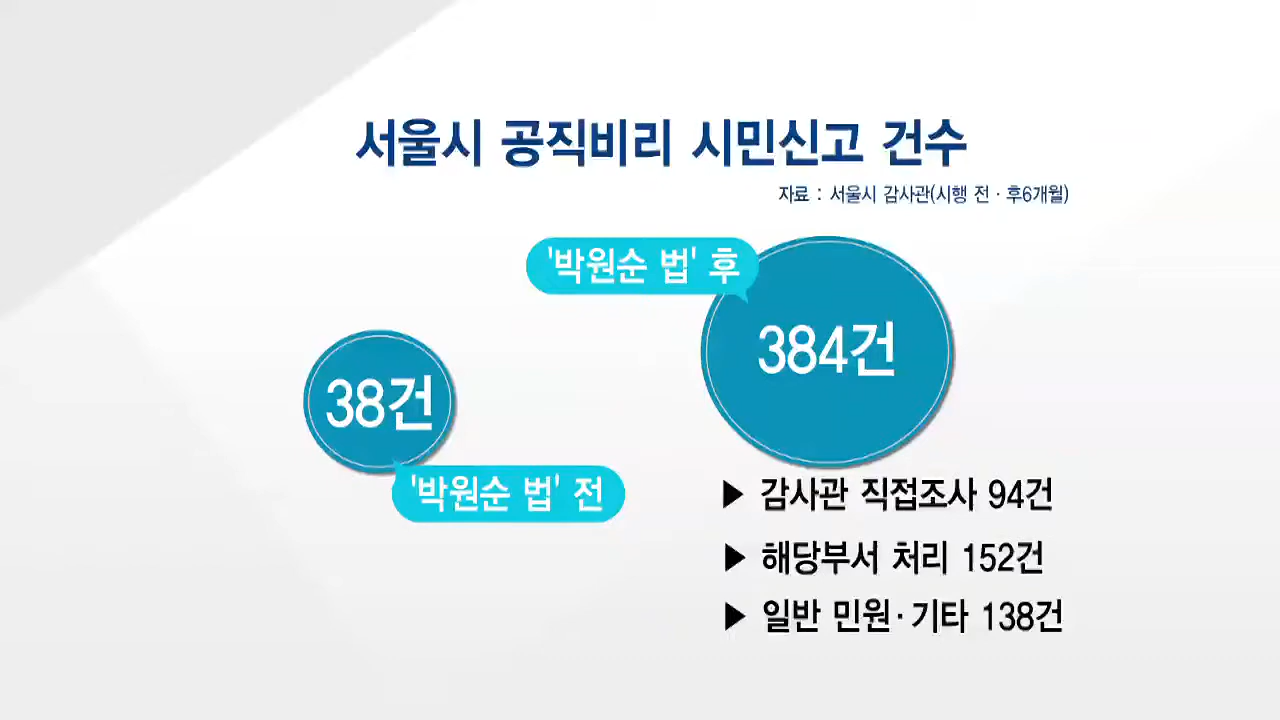 서울시 공직비리 시민신고 건수
자료 : 서울시 감사관(시행 전·후6개월)
'박원순 법' 후
384건
38건
'박원순 법' 전
▶ 감사관 직접조사 94건
▶ 해당부서 처리 152건
▶ 일반 민원·기타 138건